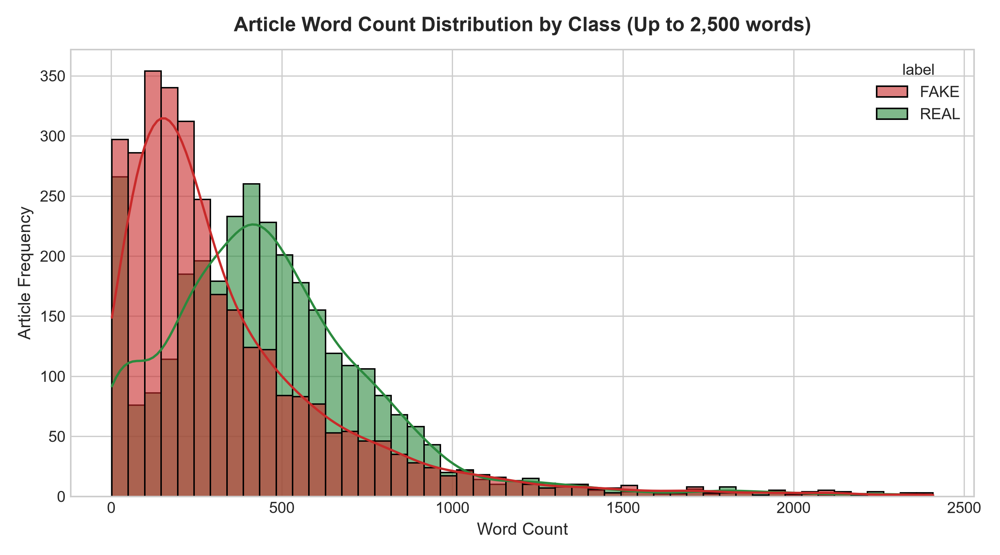 Article Word Count Distribution by Class (Up to 2,500 words)
label
FAKE
REAL
Article Frequency
350
300
250
200
150
100
50
0
0 500 1000 1500 2000 2500
Word Count